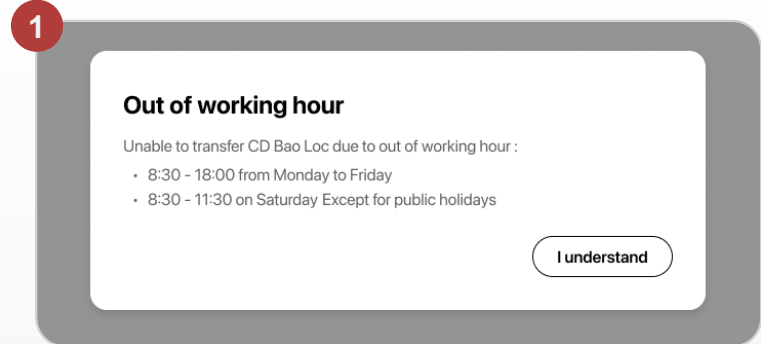 1
Out of working hour
Unable to transfer CD Bao Loc due to out of working hour :
• 8:30 - 18:00 from Monday to Friday
• 8:30 - 11:30 on Saturday Except for public holidays
I understand